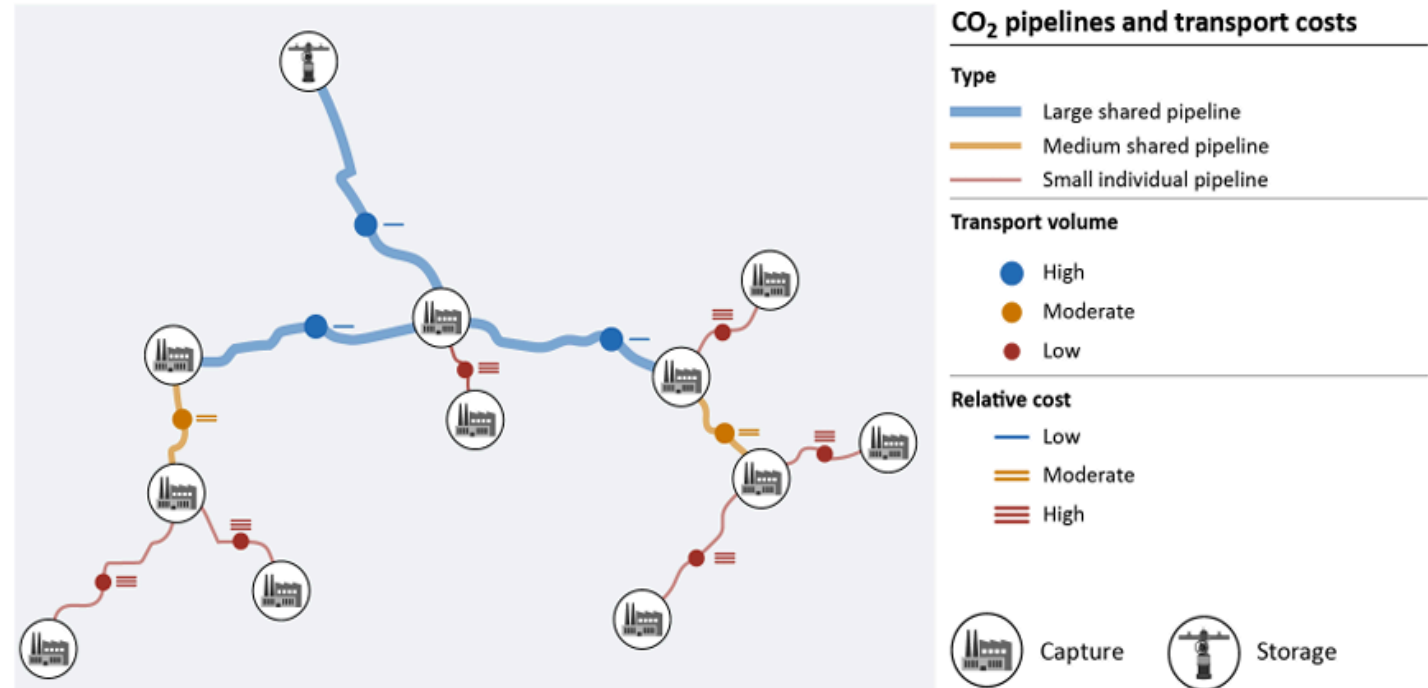 CO₂ pipelines and transport costs
Type
Large shared pipeline
Medium shared pipeline
Small individual pipeline
Transport volume
High
Moderate
Low
Relative cost
Low
Moderate
High
Capture
Storage